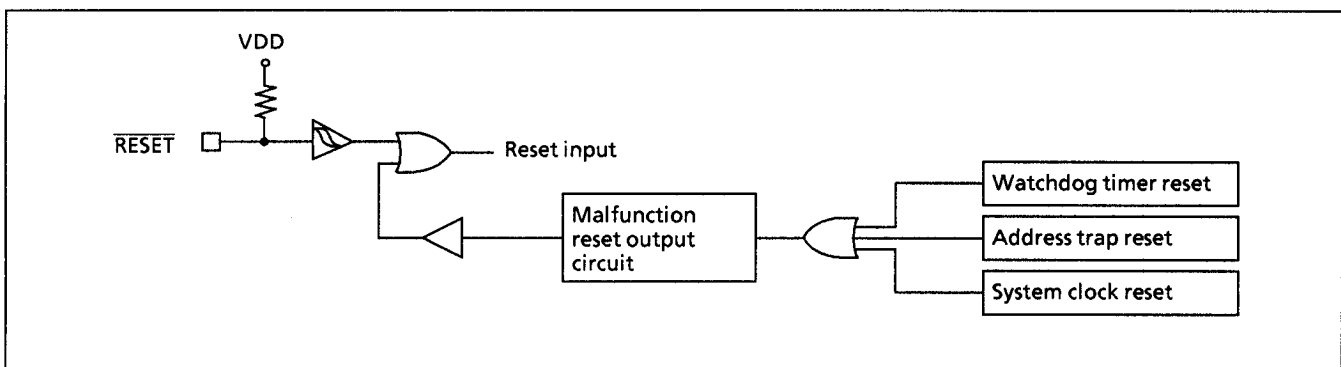 VDD
RESET
Reset input
Malfunction
reset output
circuit
Watchdog timer reset
Address trap reset
System clock reset